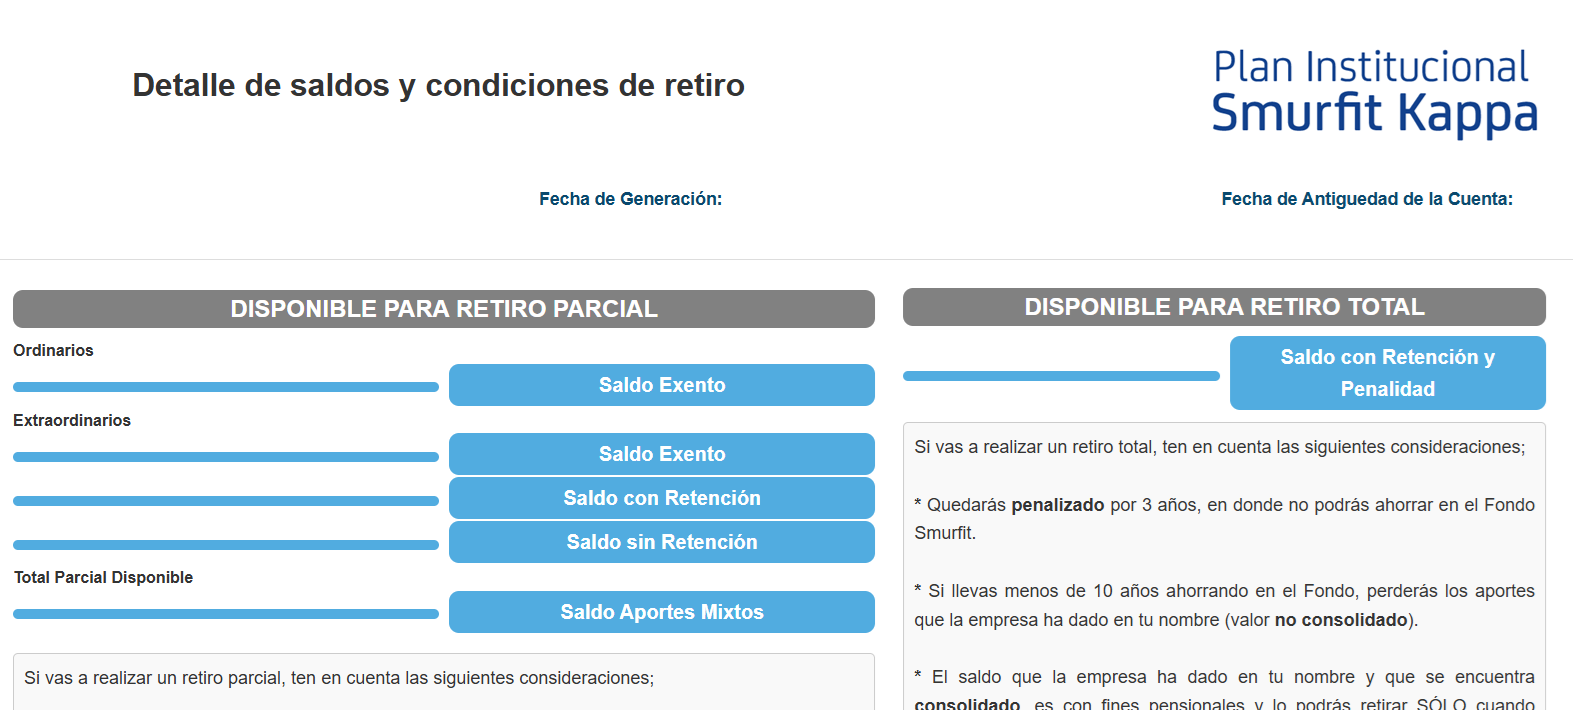 Detalle de saldos y condiciones de retiro
Plan Institucional
Smurfit Kappa
Fecha de Generación:
Fecha de Antiguedad de la Cuenta:
DISPONIBLE PARA RETIRO PARCIAL
Ordinarios
Saldo Exento
Extraordinarios
Saldo Exento
Saldo con Retención
Saldo sin Retención
Total Parcial Disponible
Saldo Aportes Mixtos
Si vas a realizar un retiro parcial, ten en cuenta las siguientes consideraciones;
DISPONIBLE PARA RETIRO TOTAL
Saldo con Retención y
Penalidad
Si vas a realizar un retiro total, ten en cuenta las siguientes consideraciones;
* Quedarás penalizado por 3 años, en donde no podrás ahorrar en el Fondo
Smurfit.
* Si llevas menos de 10 años ahorrando en el Fondo, perderás los aportes
que la empresa ha dado en tu nombre (valor no consolidado).
* El saldo que la empresa ha dado en tu nombre y que se encuentra
consolidado, es con fines pensionales y lo podrás retirar SÓLO cuando